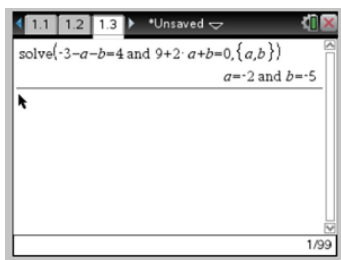 1.1 1.2 1.3 *Unsaved
solve(-3-a-b=4 and 9+2·a+b=0,{a,b})
a=-2 and b=-5
1/99